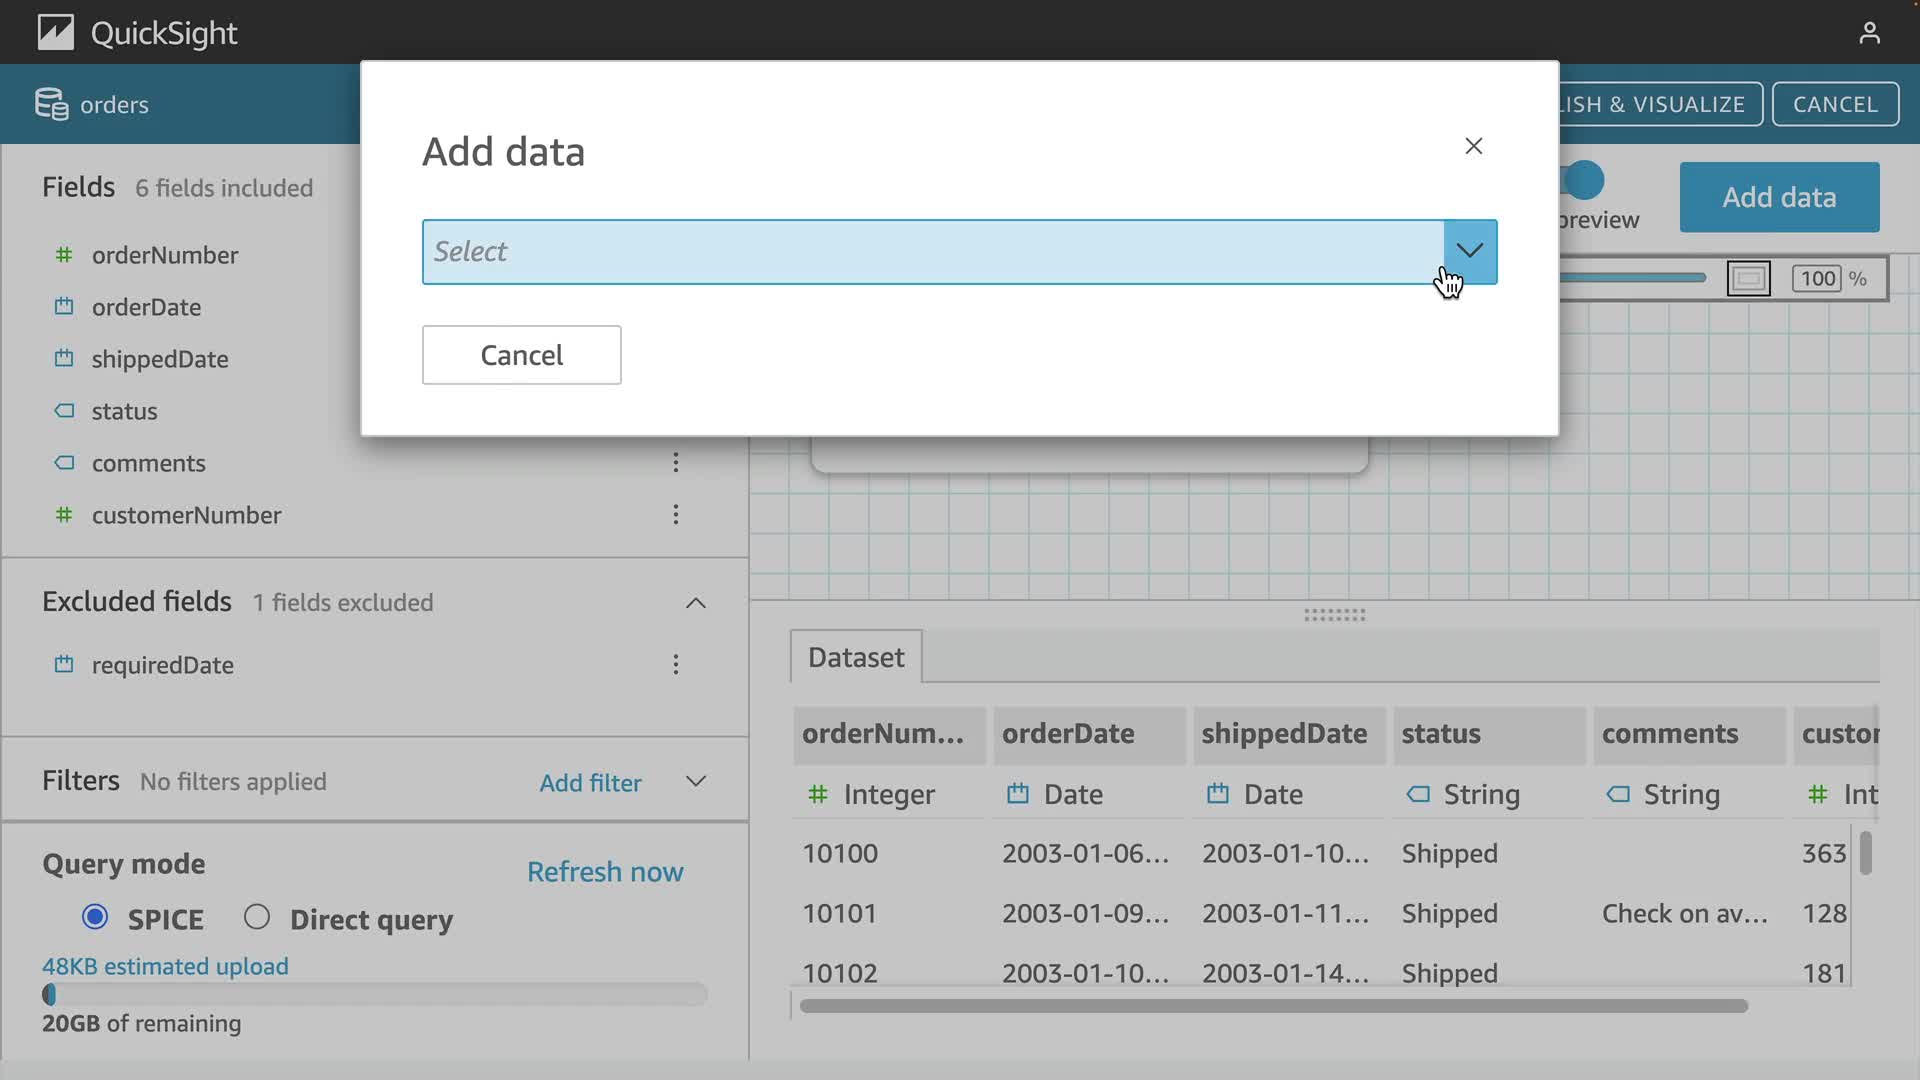 QuickSight
orders
LISH & VISUALIZE
CANCEL
Add data
Select
Cancel
Fields 6 fields included
orderNumber
orderDate
shippedDate
status
comments
customerNumber
Excluded fields 1 fields excluded
requiredDate
Filters No filters applied Add filter
Query mode Refresh now
SPICE Direct query
48KB estimated upload
20GB of remaining
preview
Add data
100 %
Dataset
orderNum... orderDate shippedDate status comments custor
Integer Date Date String String Int
10100 2003-01-06... 2003-01-10... Shipped 363
10101 2003-01-09... 2003-01-11... Shipped Check on av... 128
10102 2003-01-10... 2003-01-14... Shipped 181